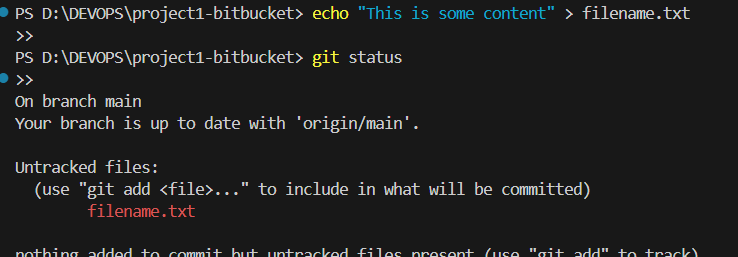 PS D:\DEVOPS\project1-bitbucket> echo "This is some content" > filename.txt
>>
PS D:\DEVOPS\project1-bitbucket> git status
>>
On branch main
Your branch is up to date with 'origin/main'.
Untracked files:
(use "git add <file>..." to include in what will be committed)
filename.txt
nothing added to commit but untracked files present (use "git add" to track)